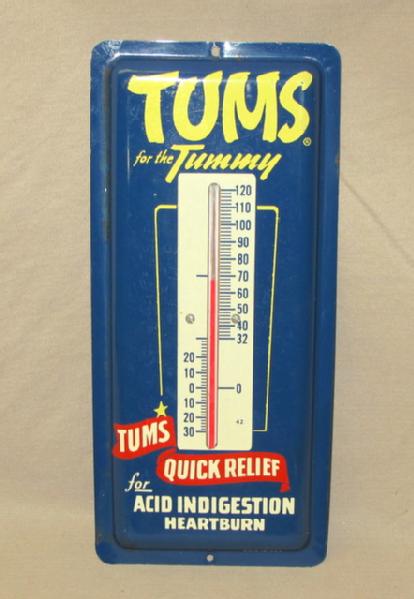 TUMS®
for the Tummy
120
110
100
90
80
70
60
50
40
32
20
10
0 0
10
20
30
42
TUMS
QUICK RELIEF
for
ACID INDIGESTION
HEARTBURN